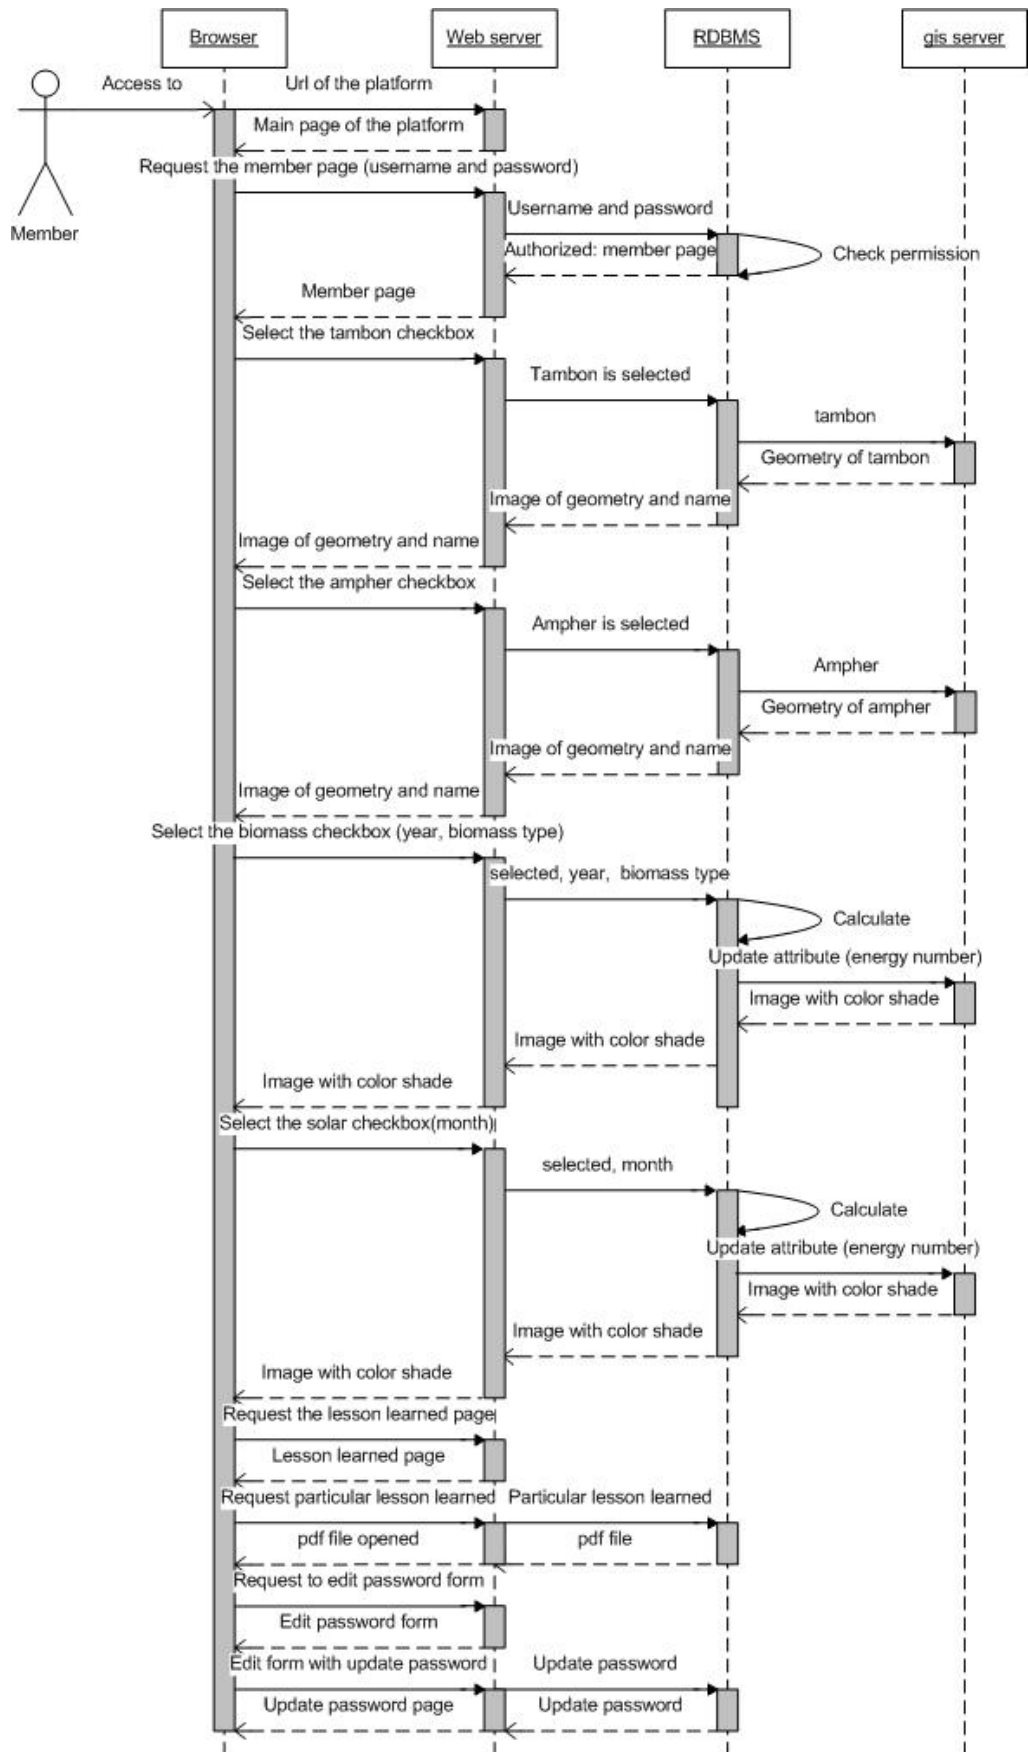 Browser
Web server
RDBMS
gis server
Access to
Url of the platform
Main page of the platform
Request the member page (username and password)
Member
Username and password
Authorized: member page
Check permission
Member page
Select the tambon checkbox
Tambon is selected
tambon
Geometry of tambon
Image of geometry and name
Image of geometry and name
Select the ampher checkbox
Ampher is selected
Ampher
Geometry of ampher
Image of geometry and name
Image of geometry and name
Select the biomass checkbox (year, biomass type)
selected, year, biomass type
Calculate
Update attribute (energy number)
Image with color shade
Image with color shade
Image with color shade
Select the solar checkbox(month)
selected, month
Calculate
Update attribute (energy number)
Image with color shade
Image with color shade
Image with color shade
Request the lesson learned page
Lesson learned page
Request particular lesson learned
Particular lesson learned
pdf file opened
pdf file
Request to edit password form
Edit password form
Edit form with update password
Update password
Update password page
Update password